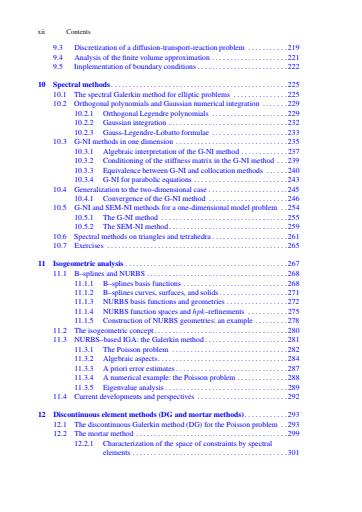 xii Contents
9.3 Discretization of a diffusion-transport-reaction problem . . . . . . . . . . . 219
9.4 Analysis of the finite volume approximation . . . . . . . . . . . . . . . . . . . . . 221
9.5 Implementation of boundary conditions . . . . . . . . . . . . . . . . . . . . . . . . . 222
10 Spectral methods . . . . . . . . . . . . . . . . . . . . . . . . . . . . . . . . . . . . . . . . . . . . . 225
10.1 The spectral Galerkin method for elliptic problems . . . . . . . . . . . . . . . 225
10.2 Orthogonal polynomials and Gaussian numerical integration . . . . . . . 229
10.2.1 Orthogonal Legendre polynomials . . . . . . . . . . . . . . . . . . . . . 229
10.2.2 Gaussian integration . . . . . . . . . . . . . . . . . . . . . . . . . . . . . . . . 232
10.2.3 Gauss-Legendre-Lobatto formulae . . . . . . . . . . . . . . . . . . . . . 233
10.3 G-NI methods in one dimension . . . . . . . . . . . . . . . . . . . . . . . . . . . . . . 235
10.3.1 Algebraic interpretation of the G-NI method . . . . . . . . . . . . . 237
10.3.2 Conditioning of the stiffness matrix in the G-NI method . . . 239
10.3.3 Equivalence between G-NI and collocation methods . . . . . . 240
10.3.4 G-NI for parabolic equations . . . . . . . . . . . . . . . . . . . . . . . . . 243
10.4 Generalization to the two-dimensional case . . . . . . . . . . . . . . . . . . . . . . 245
10.4.1 Convergence of the G-NI method . . . . . . . . . . . . . . . . . . . . . . 246
10.5 G-NI and SEM-NI methods for a one-dimensional model problem . . 254
10.5.1 The G-NI method . . . . . . . . . . . . . . . . . . . . . . . . . . . . . . . . . . 255
10.5.2 The SEM-NI method . . . . . . . . . . . . . . . . . . . . . . . . . . . . . . . . 259
10.6 Spectral methods on triangles and tetrahedra . . . . . . . . . . . . . . . . . . . . . 261
10.7 Exercises . . . . . . . . . . . . . . . . . . . . . . . . . . . . . . . . . . . . . . . . . . . . . . . . 265
11 Isogeometric analysis . . . . . . . . . . . . . . . . . . . . . . . . . . . . . . . . . . . . . . . . . 267
11.1 B–splines and NURBS . . . . . . . . . . . . . . . . . . . . . . . . . . . . . . . . . . . . . . 268
11.1.1 B–splines basis functions . . . . . . . . . . . . . . . . . . . . . . . . . . . . 268
11.1.2 B–splines curves, surfaces, and solids . . . . . . . . . . . . . . . . . . 271
11.1.3 NURBS basis functions and geometries . . . . . . . . . . . . . . . . . 272
11.1.4 NURBS function spaces and hpk–refinements . . . . . . . . . . . 275
11.1.5 Construction of NURBS geometries: an example . . . . . . . . . 278
11.2 The isogeometric concept . . . . . . . . . . . . . . . . . . . . . . . . . . . . . . . . . . . . 280
11.3 NURBS–based IGA: the Galerkin method . . . . . . . . . . . . . . . . . . . . . . . 281
11.3.1 The Poisson problem . . . . . . . . . . . . . . . . . . . . . . . . . . . . . . . 282
11.3.2 Algebraic aspects . . . . . . . . . . . . . . . . . . . . . . . . . . . . . . . . . . . 284
11.3.3 A priori error estimates . . . . . . . . . . . . . . . . . . . . . . . . . . . . . . 287
11.3.4 A numerical example: the Poisson problem . . . . . . . . . . . . . 288
11.3.5 Eigenvalue analysis . . . . . . . . . . . . . . . . . . . . . . . . . . . . . . . . . 289
11.4 Current developments and perspectives . . . . . . . . . . . . . . . . . . . . . . . . . 292
12 Discontinuous element methods (DG and mortar methods) . . . . . . . . . . 293
12.1 The discontinuous Galerkin method (DG) for the Poisson problem . . 293
12.2 The mortar method . . . . . . . . . . . . . . . . . . . . . . . . . . . . . . . . . . . . . . . . . 299
12.2.1 Characterization of the space of constraints by spectral
elements . . . . . . . . . . . . . . . . . . . . . . . . . . . . . . . . . . . . . . . . . . 301